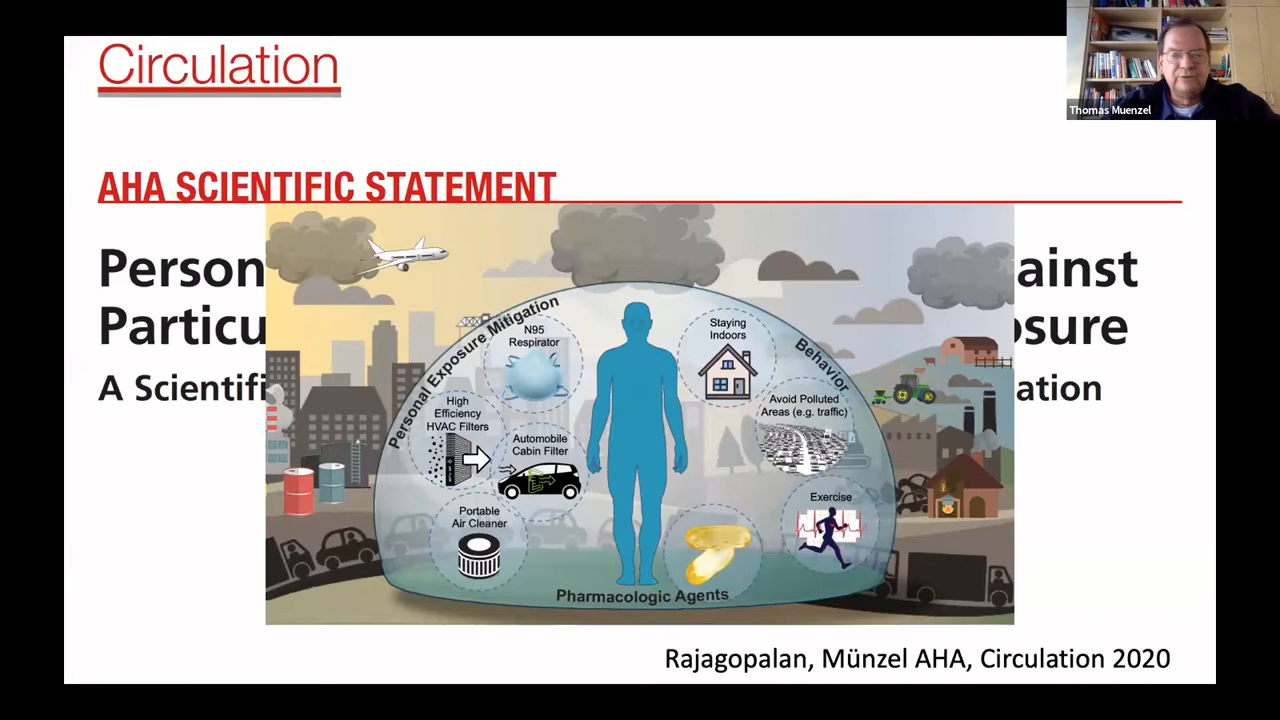 Circulation
Thomas Muenzel
AHA SCIENTIFIC STATEMENT
Person
ainst
Particu
osure
A Scientifi
ation
Personal Exposure Mitigation
N95
Respirator
High
Efficiency
HVAC Filters
Automobile
Cabin Filter
Portable
Air Cleaner
Staying
Indoors
Behavior
Avoid Polluted
Areas (e.g. traffic)
Exercise
Pharmacologic Agents
Rajagopalan, Münzel AHA, Circulation 2020